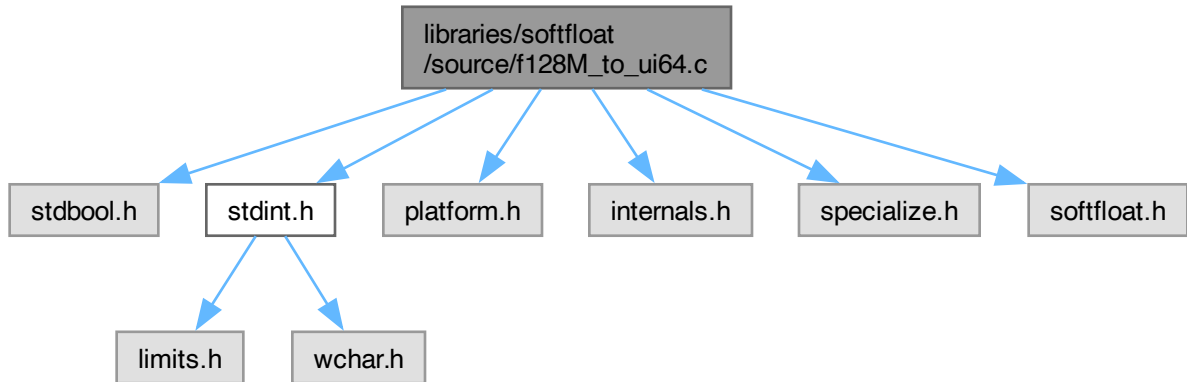 libraries/softfloat
/source/f128M_to_ui64.c
stdbool.h
stdint.h
platform.h
internals.h
specialize.h
softfloat.h
limits.h
wchar.h